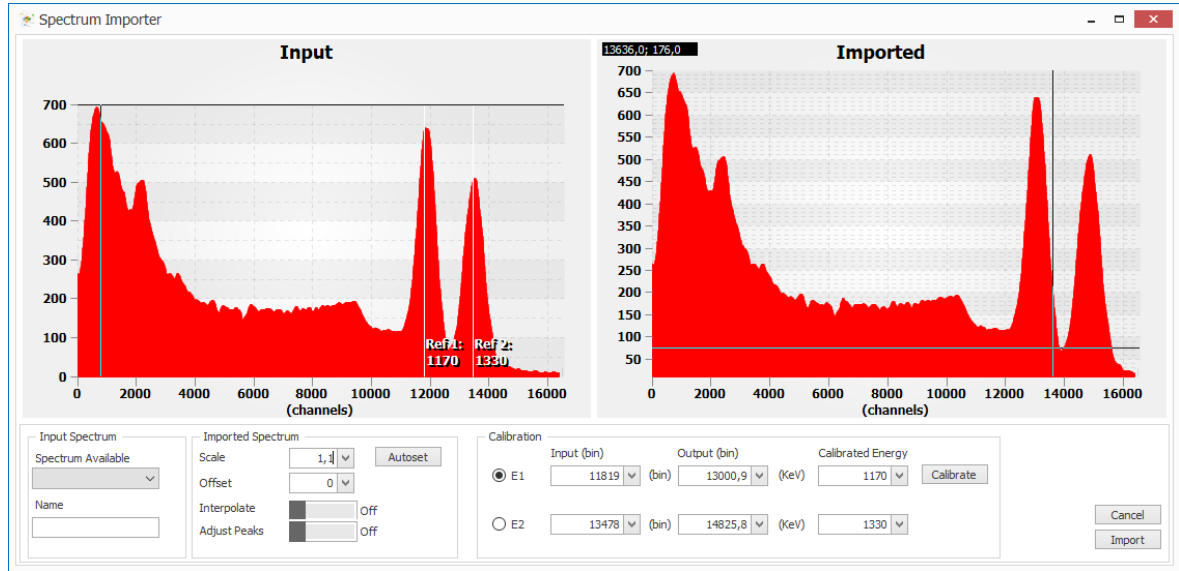 Spectrum Importer
Input
700
600
500
400
300
200
100
0
Ref 1: Ref 2:
1170 1330
0 2000 4000 6000 8000 10000 12000 14000 16000
(channels)
13636,0; 176,0
Imported
700
650
600
550
500
450
400
350
300
250
200
150
100
50
0 2000 4000 6000 8000 10000 12000 14000 16000
(channels)
Input Spectrum
Spectrum Available
Name
Imported Spectrum
Scale 1,1 Autoset
Offset 0
Interpolate Off
Adjust Peaks Off
Calibration
Input (bin) Output (bin) Calibrated Energy
E1 11819 (bin) 13000,9 (KeV) 1170 Calibrate
E2 13478 (bin) 14825,8 (KeV) 1330
Cancel
Import